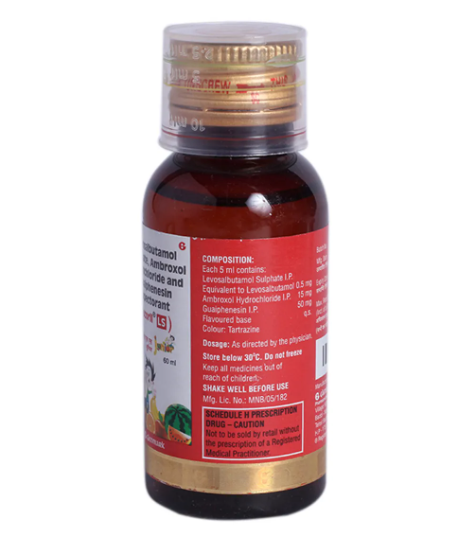 UNSCREW
THIS
10 ml
salbutamol
Ambroxol
chloride and
phenesin
ectorant
LS
60 ml
COMPOSITION:
Each 5 ml contains:
Levosalbutamol Sulphate I.P.
Equivalent to Levosalbutamol 0.5 mg
Ambroxol Hydrochloride I.P. 15 mg
Guaiphenesin I.P. 50 mg
Flavoured base q.s.
Colour: Tartrazine
Dosage: As directed by the physician.
Store below 30°C. Do not freeze
Keep all medicines out of
reach of children;-
SHAKE WELL BEFORE USE
Mfg. Lic. No.: MNB/05/182
SCHEDULE H PRESCRIPTION
DRUG – CAUTION
Not to be sold by retail without
the prescription of a Registered
Medical Practitioner.